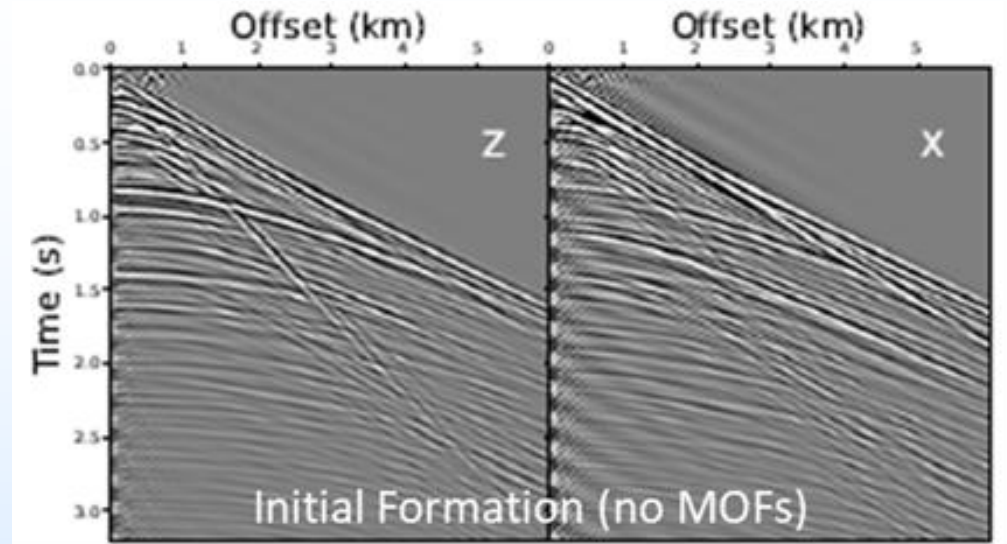 Offset (km) Offset (km)
0 1 2 3 4 5 0 1 2 3 4 5
0.0
z x
0.5
1.0
Time (s)
1.5
2.0
2.5
3.0
Initial Formation (no MOFs)